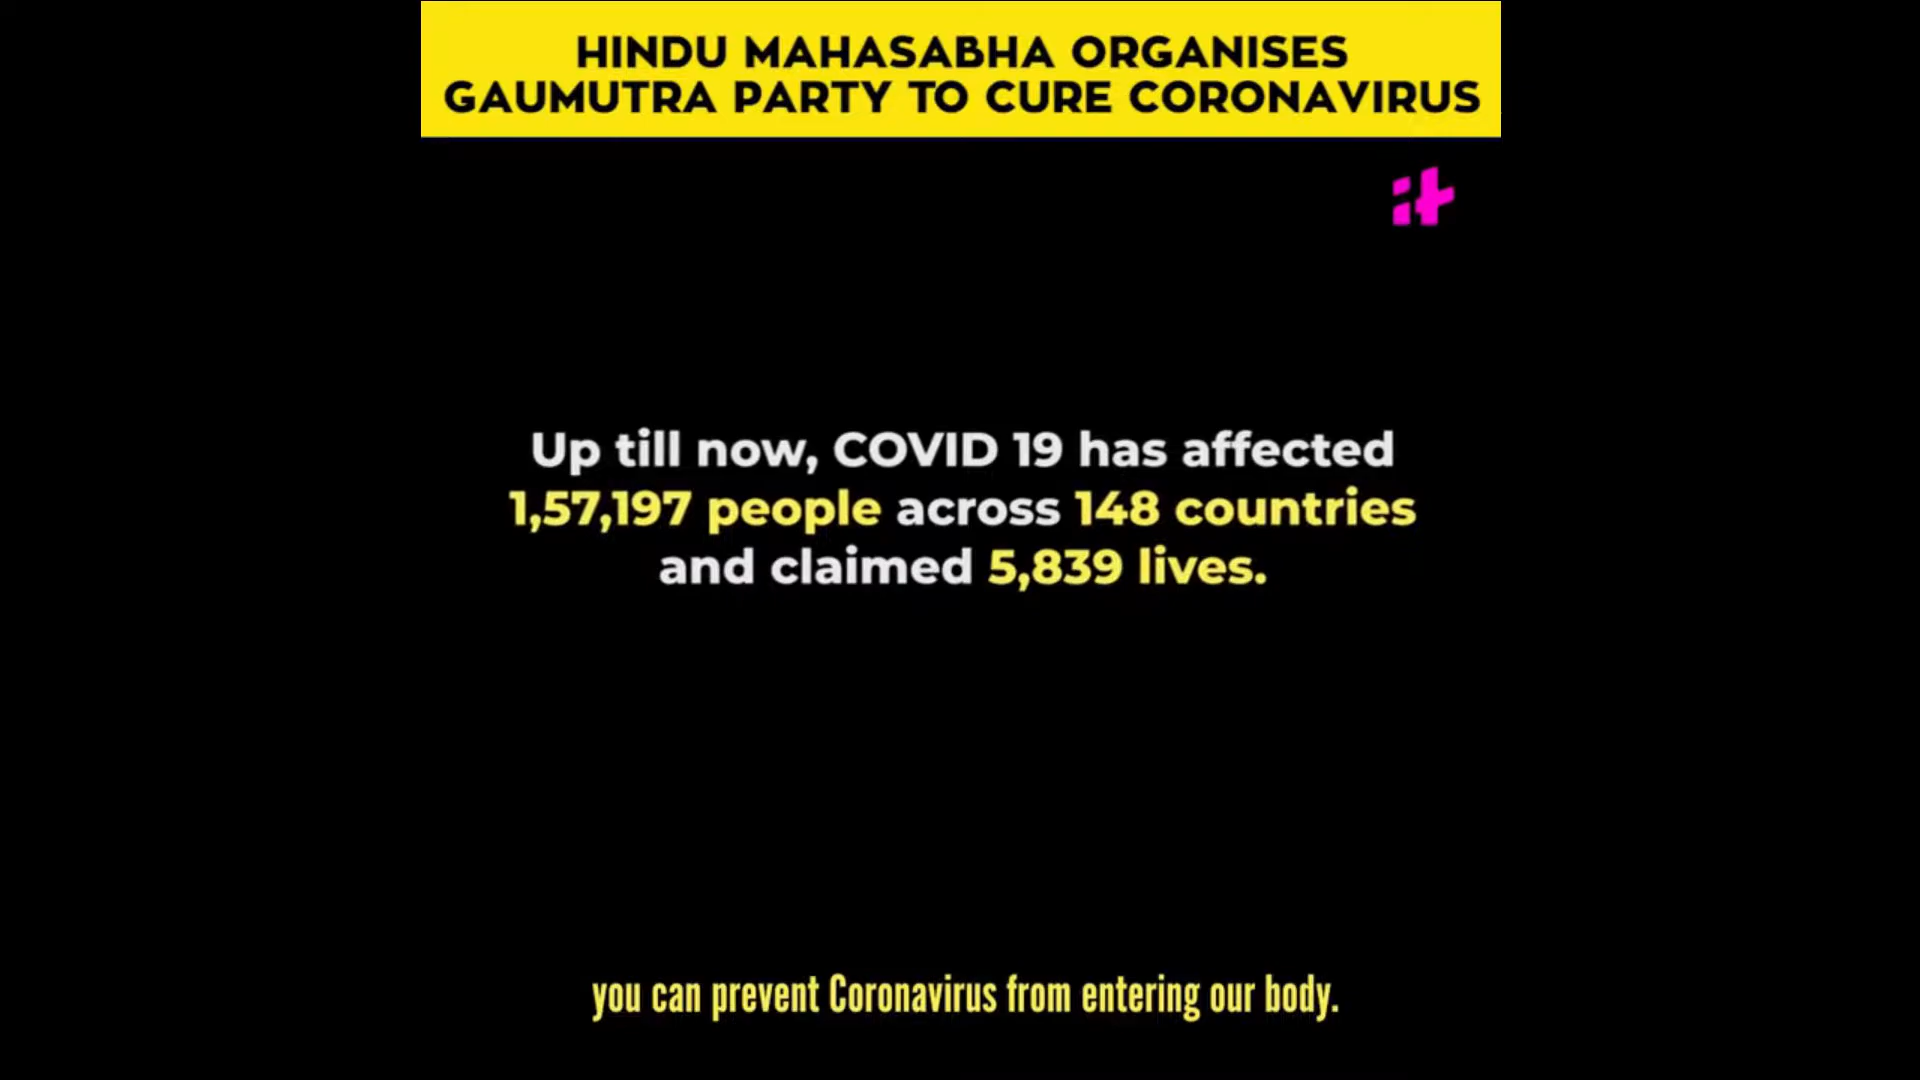 HINDU MAHASABHA ORGANISES
GAUMUTRA PARTY TO CURE CORONAVIRUS
Up till now, COVID 19 has affected
1,57,197 people across 148 countries
and claimed 5,839 lives.
you can prevent Coronavirus from entering our body.